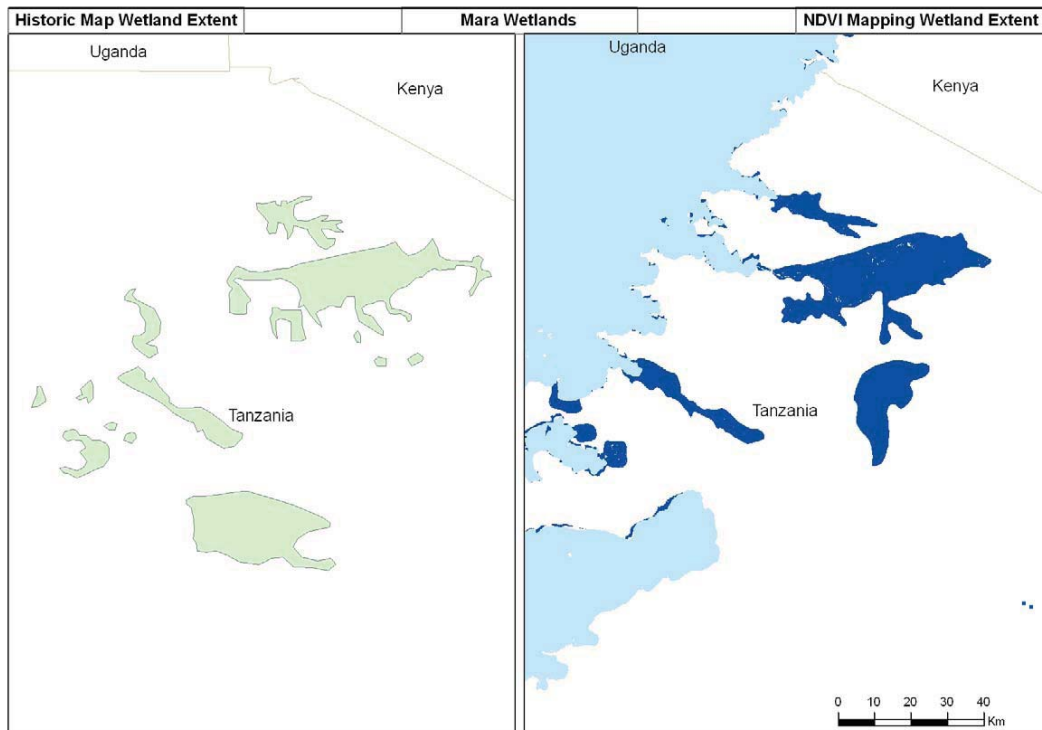 Historic Map Wetland Extent
Mara Wetlands
NDVI Mapping Wetland Extent
Uganda
Kenya
Tanzania
Uganda
Kenya
Tanzania
0 10 20 30 40
Km